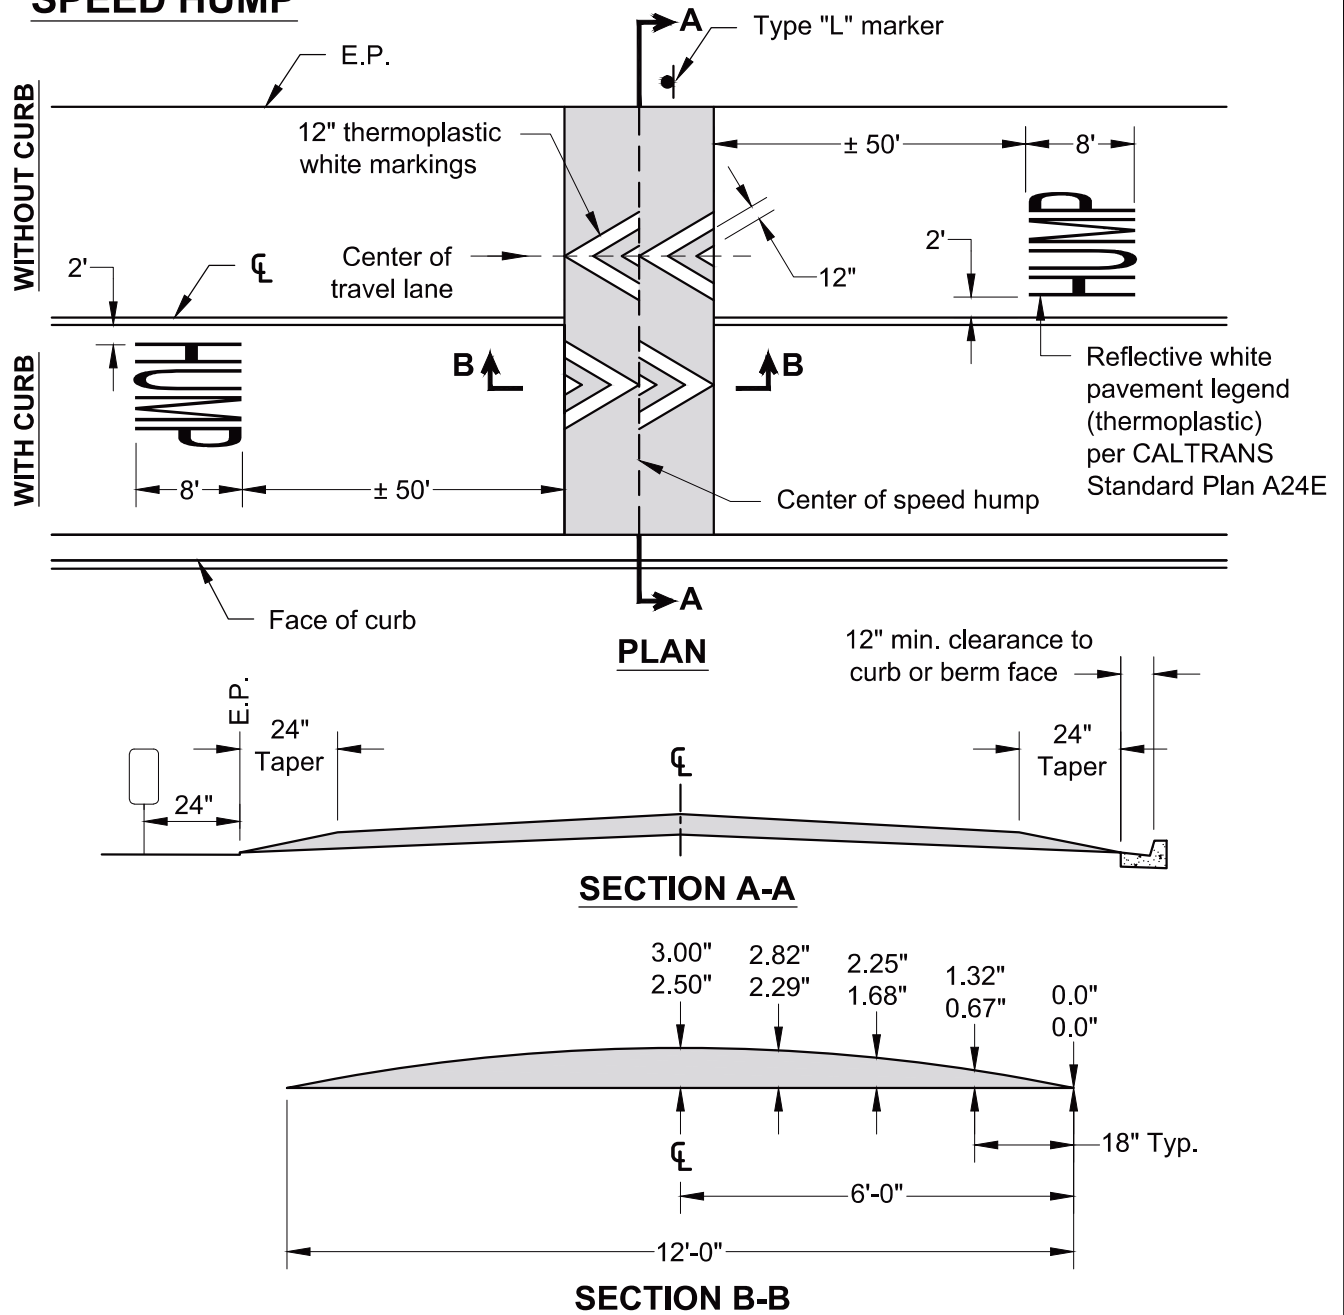 SPEED HUMP
A
Type "L" marker
E.P.
WITHOUT CURB
12" thermoplastic
white markings
± 50'
8'
12"
2'
Center of
travel lane
2'
℄
HUMP
WITH CURB
B
B
HUMP
Reflective white
pavement legend
(thermoplastic)
per CALTRANS
Standard Plan A24E
8'
± 50'
Center of speed hump
A
Face of curb
PLAN
12" min. clearance to
curb or berm face
E.P.
24"
Taper
24"
℄
24"
Taper
SECTION A-A
3.00"
2.50"
2.82"
2.29"
2.25"
1.68"
1.32"
0.67"
0.0"
0.0"
18" Typ.
℄
6'-0"
12'-0"
SECTION B-B